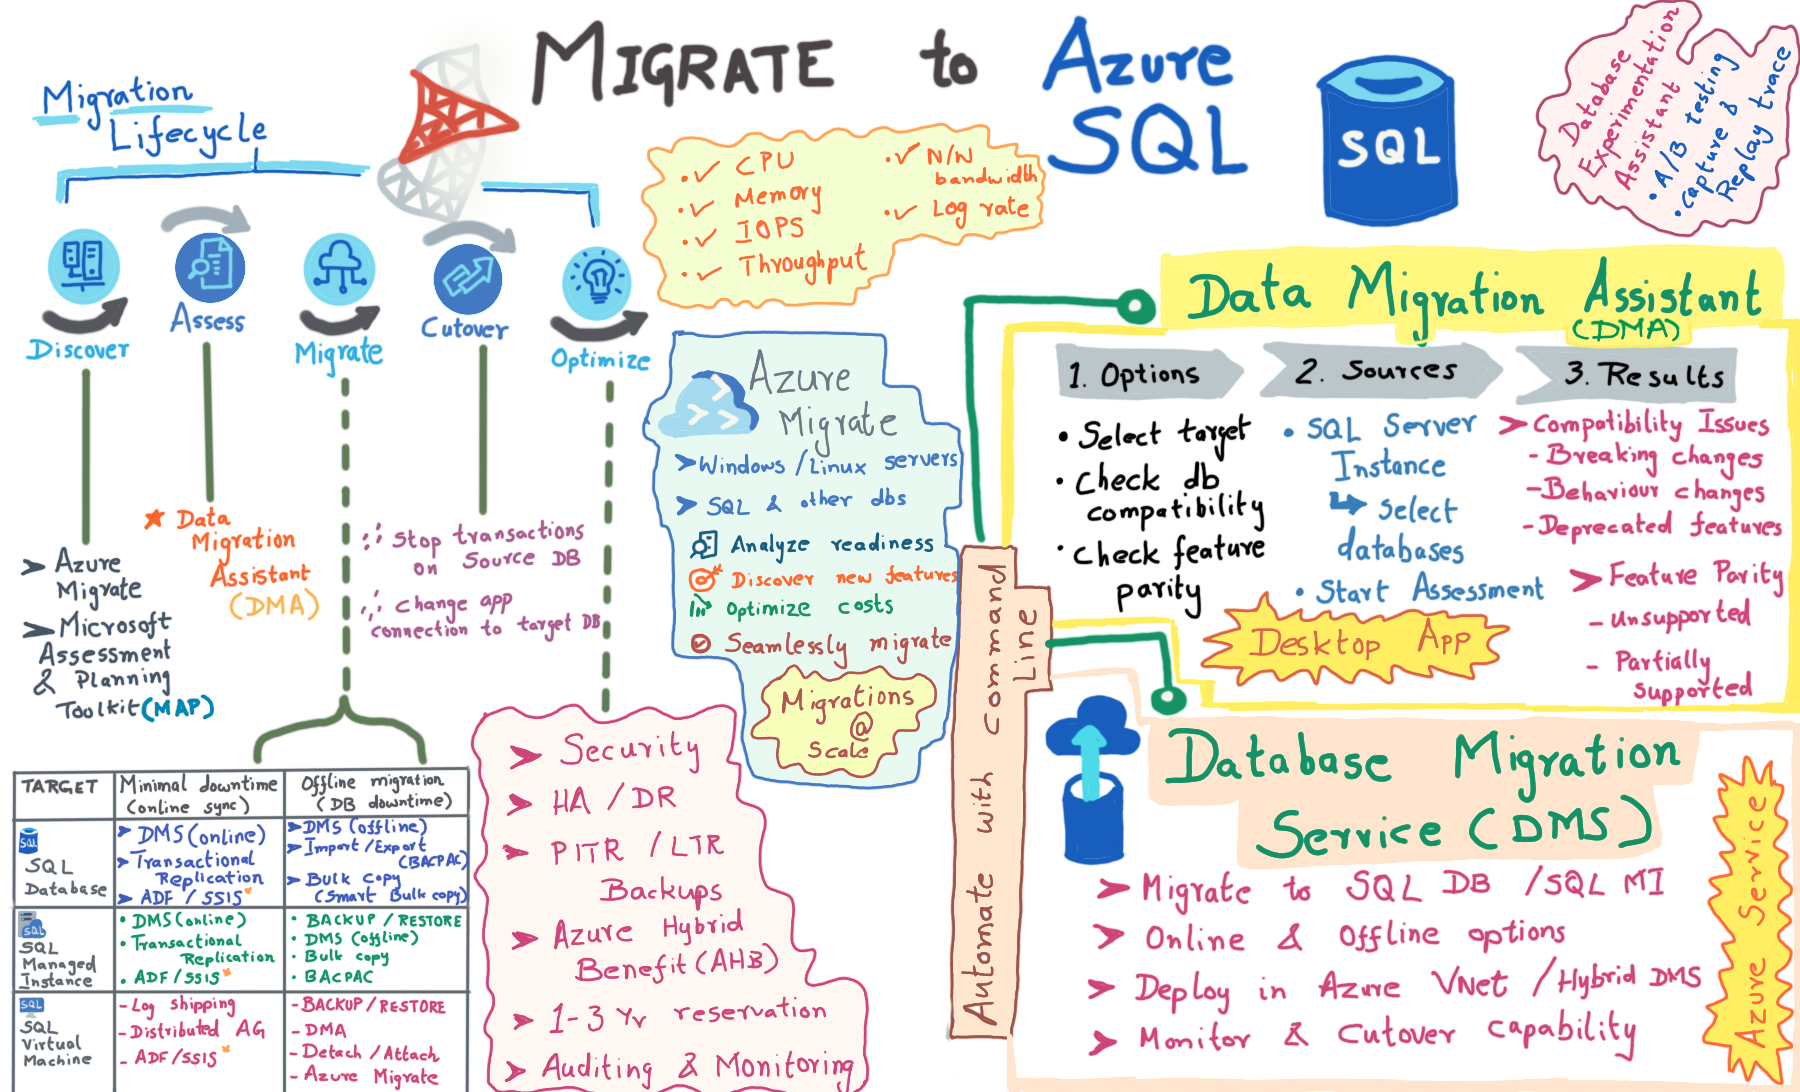 MIGRATE to Azure
SQL
SQL
Database
Experimentation
Assistant
• A/B testing
• Capture &
Replay trace
Migration
Lifecycle
Discover
Assess
Migrate
Cutover
Optimize
• ✓ CPU
• ✓ Memory
• ✓ IOPS
• ✓ Throughput
• ✓ N/W
bandwidth
• ✓ Log rate
➤ Azure
Migrate
➤ Microsoft
Assessment
& Planning
Toolkit (MAP)
★ Data
Migration
Assistant
(DMA)
Stop transactions
on Source DB
Change app
connection to target DB
Azure
Migrate
➤ Windows / Linux servers
➤ SQL & other dbs
Analyze readiness
Discover new features
Optimize costs
Seamlessly migrate
Migrations
@
Scale
TARGET
Minimal downtime
(online sync)
Offline migration
(DB downtime)
SQL
SQL
Database
➤ DMS (online)
➤ Transactional
Replication
➤ ADF / SSIS*
➤ DMS (offline)
➤ Import / Export
(BACPAC)
➤ Bulk Copy
(Smart Bulk copy)
SQL
SQL
Managed
Instance
• DMS (online)
• Transactional
Replication
• ADF / SSIS*
• BACKUP / RESTORE
• DMS (offline)
• Bulk copy
• BACPAC
SQL
SQL
Virtual
Machine
- Log shipping
- Distributed AG
- ADF/SSIS*
- BACKUP / RESTORE
- DMA
- Detach / Attach
- Azure Migrate
➤ Security
➤ HA / DR
➤ PITR / LTR
Backups
➤ Azure Hybrid
Benefit (AHB)
➤ 1-3 Yr reservation
➤ Auditing & Monitoring
Automate with Command
Line
Data Migration Assistant
(DMA)
1. Options
• Select target
• Check db
compatibility
• Check feature
parity
2. Sources
• SQL Server
Instance
↳ Select
databases
• Start Assessment
3. Results
➤ Compatibility Issues
- Breaking changes
- Behaviour changes
- Deprecated features
➤ Feature Parity
- Unsupported
- Partially
supported
Desktop App
Database Migration
Service (DMS)
➤ Migrate to SQL DB / SQL MI
➤ Online & Offline options
➤ Deploy in Azure VNet / Hybrid DMS
➤ Monitor & Cutover capability
Azure Service